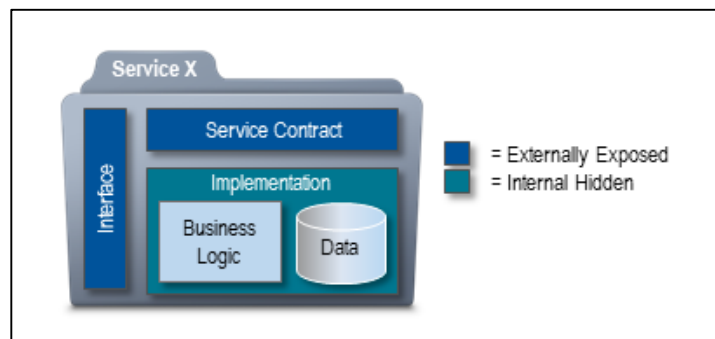 Service X
Interface
Service Contract
Implementation
Business
Logic
Data
= Externally Exposed
= Internal Hidden